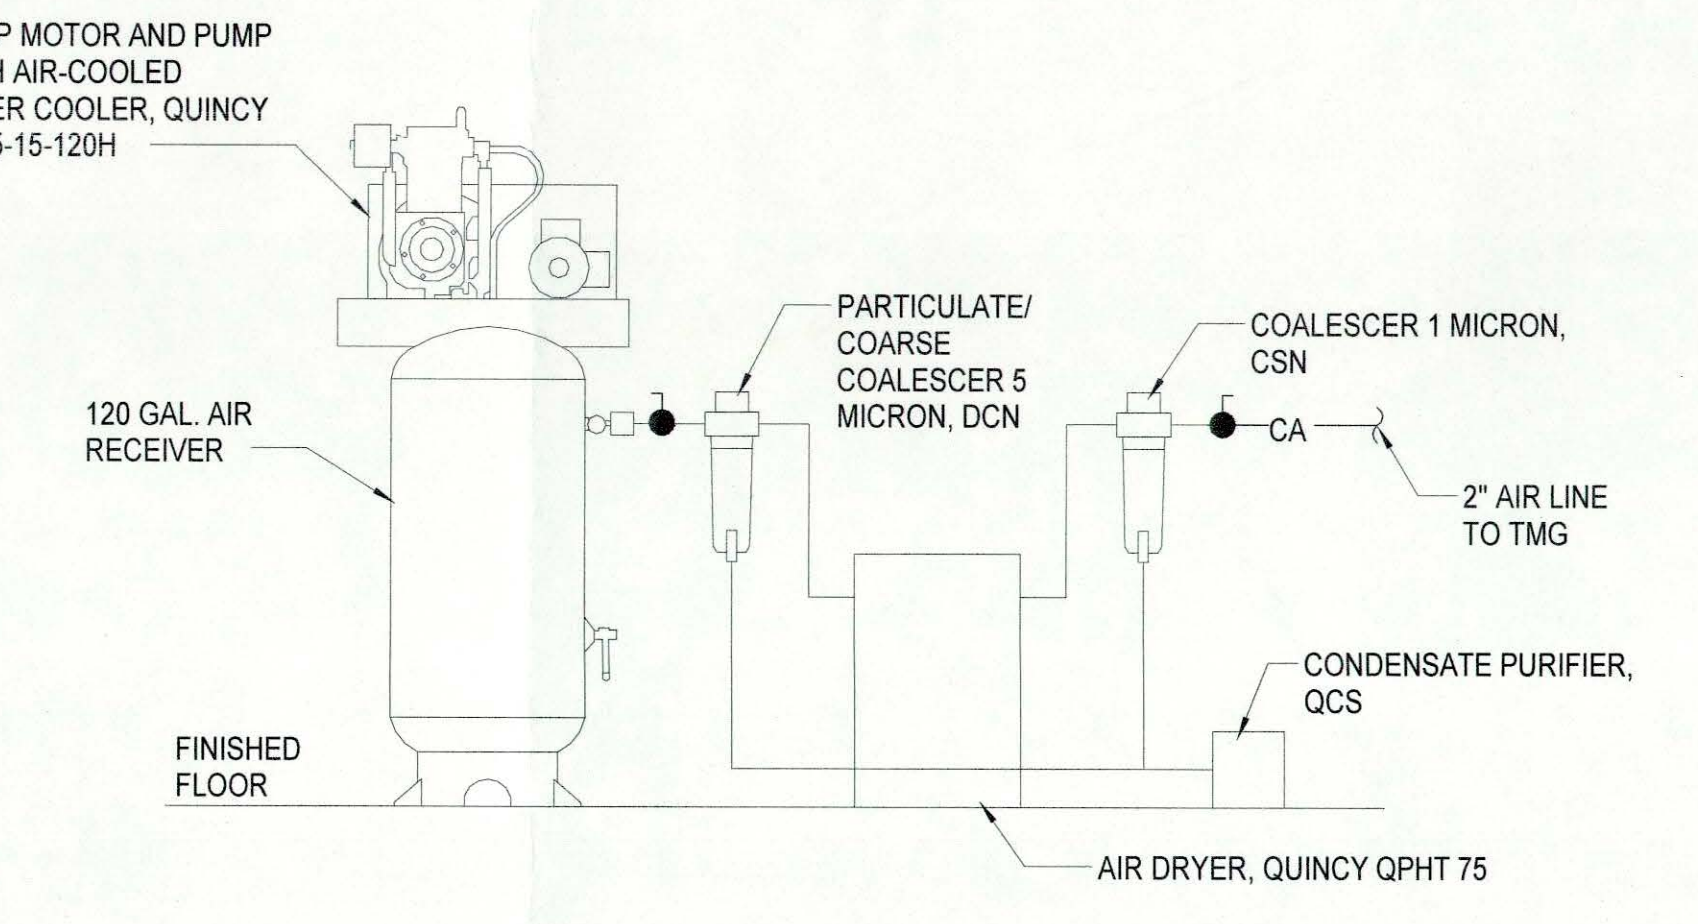 P MOTOR AND PUMP
H AIR-COOLED
ER COOLER, QUINCY
5-15-120H
PARTICULATE/
COARSE
COALESCER 5
MICRON, DCN
COALESCER 1 MICRON,
CSN
120 GAL. AIR
RECEIVER
CA
2" AIR LINE
TO TMG
CONDENSATE PURIFIER,
QCS
FINISHED
FLOOR
AIR DRYER, QUINCY QPHT 75